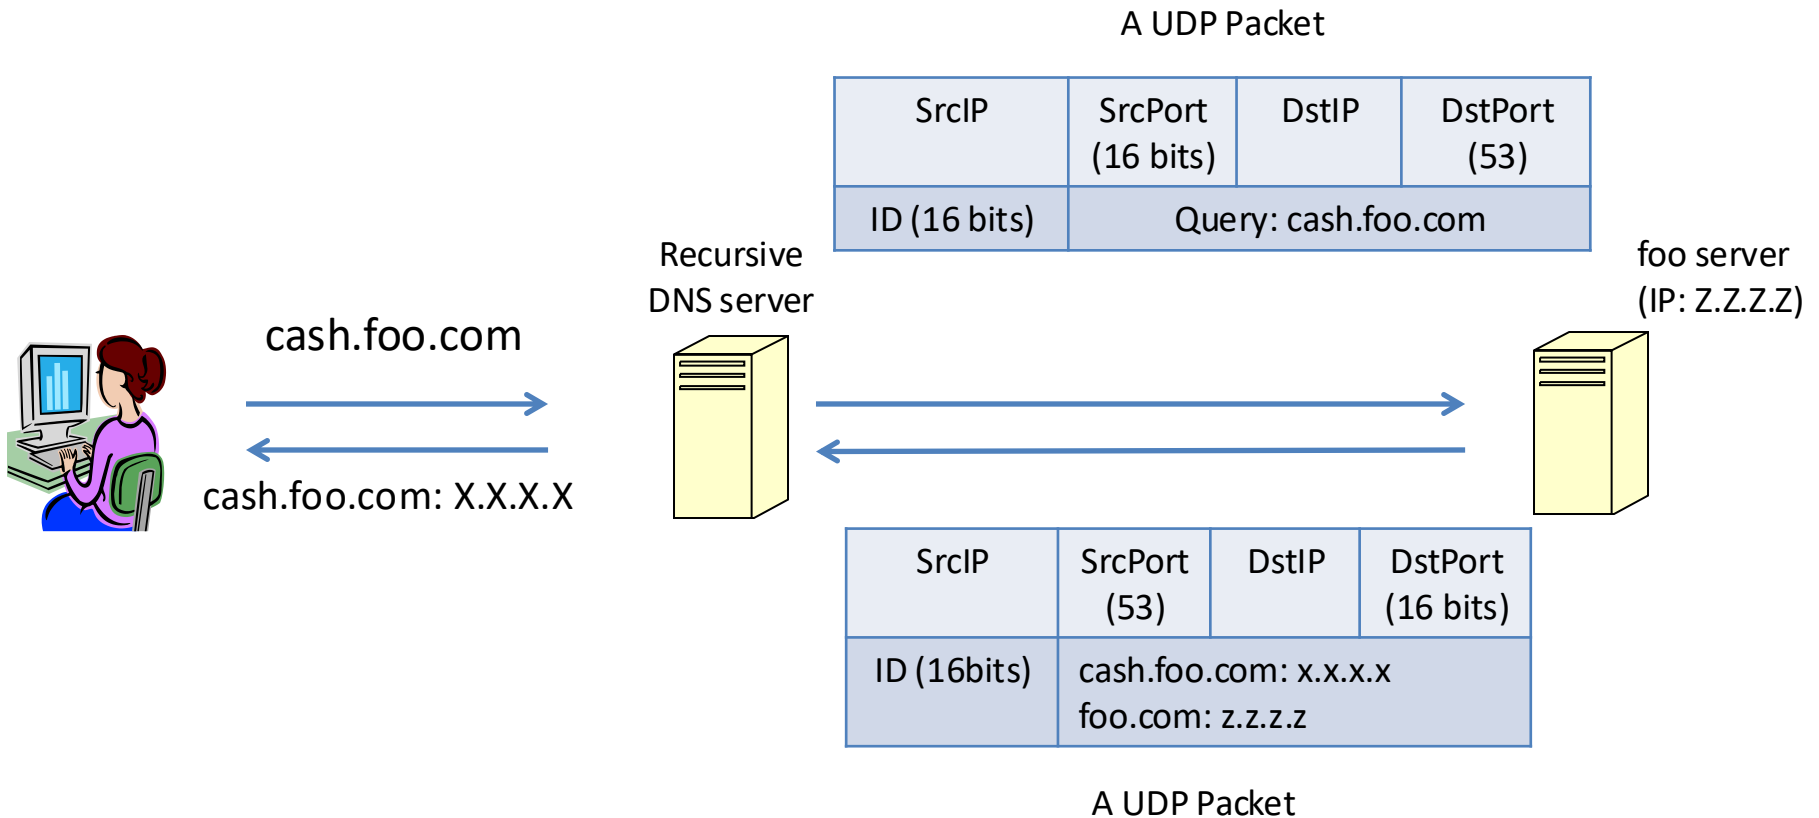 A UDP Packet
SrcIP
SrcPort
(16 bits)
DstIP
DstPort
(53)
ID (16 bits)
Query: cash.foo.com
Recursive
DNS server
foo server
(IP: Z.Z.Z.Z)
cash.foo.com
cash.foo.com: X.X.X.X
SrcIP
SrcPort
(53)
DstIP
DstPort
(16 bits)
ID (16bits)
cash.foo.com: x.x.x.x
foo.com: z.z.z.z
A UDP Packet